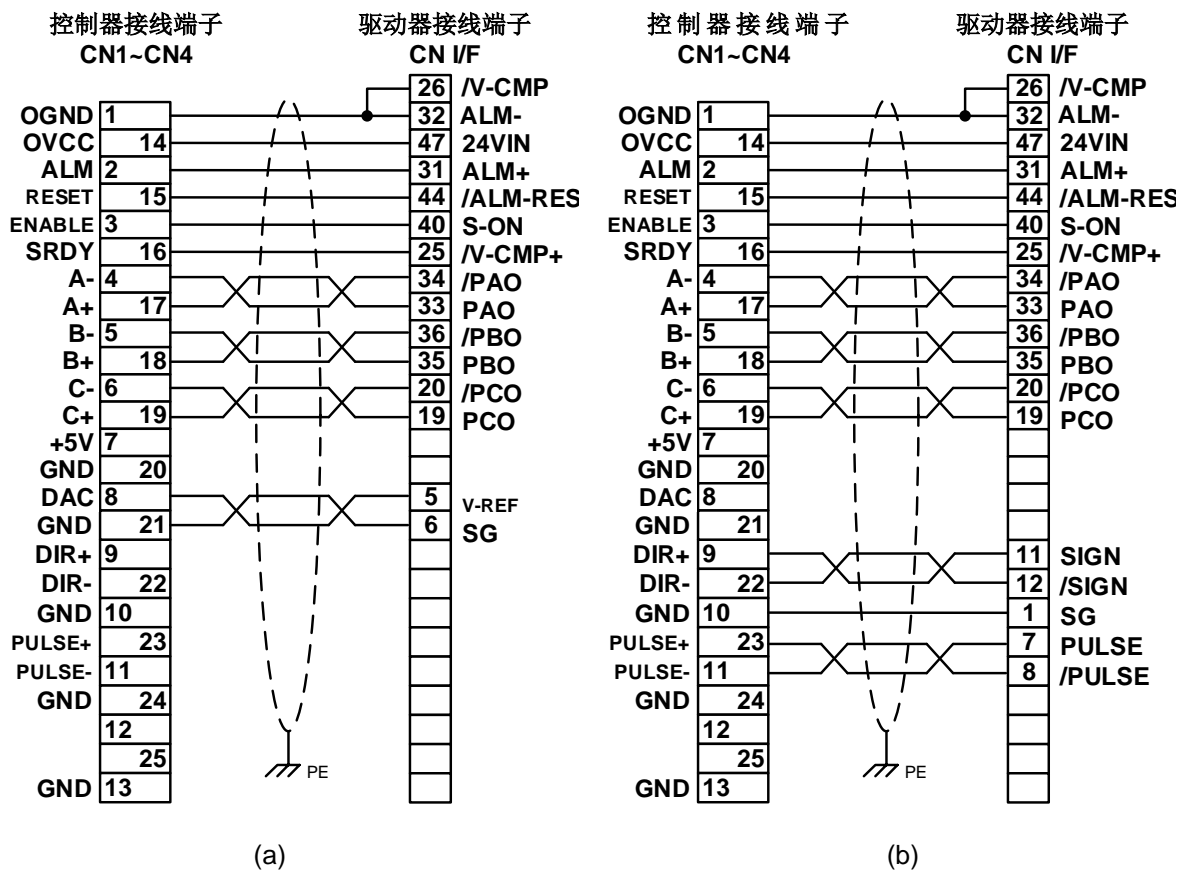 控制器接线端子 驱动器接线端子
CN1~CN4 CN I/F
26 /V-CMP
OGND 1 32 ALM-
OVCC 14 47 24VIN
ALM 2 31 ALM+
RESET 15 44 /ALM-RES
ENABLE 3 40 S-ON
SRDY 16 25 /V-CMP+
A- 4 34 /PAO
A+ 17 33 PAO
B- 5 36 /PBO
B+ 18 35 PBO
C- 6 20 /PCO
C+ 19 19 PCO
+5V 7
GND 20
DAC 8 5 V-REF
GND 21 6 SG
DIR+ 9
DIR- 22
GND 10
PULSE+ 23
PULSE- 11
GND 24
12
25
GND 13
PE
(a)
控制器接线端子 驱动器接线端子
CN1~CN4 CN I/F
26 /V-CMP
OGND 1 32 ALM-
OVCC 14 47 24VIN
ALM 2 31 ALM+
RESET 15 44 /ALM-RES
ENABLE 3 40 S-ON
SRDY 16 25 /V-CMP+
A- 4 34 /PAO
A+ 17 33 PAO
B- 5 36 /PBO
B+ 18 35 PBO
C- 6 20 /PCO
C+ 19 19 PCO
+5V 7
GND 20
DAC 8
GND 21
DIR+ 9 11 SIGN
DIR- 22 12 /SIGN
GND 10 1 SG
PULSE+ 23 7 PULSE
PULSE- 11 8 /PULSE
GND 24
12
25
GND 13
PE
(b)